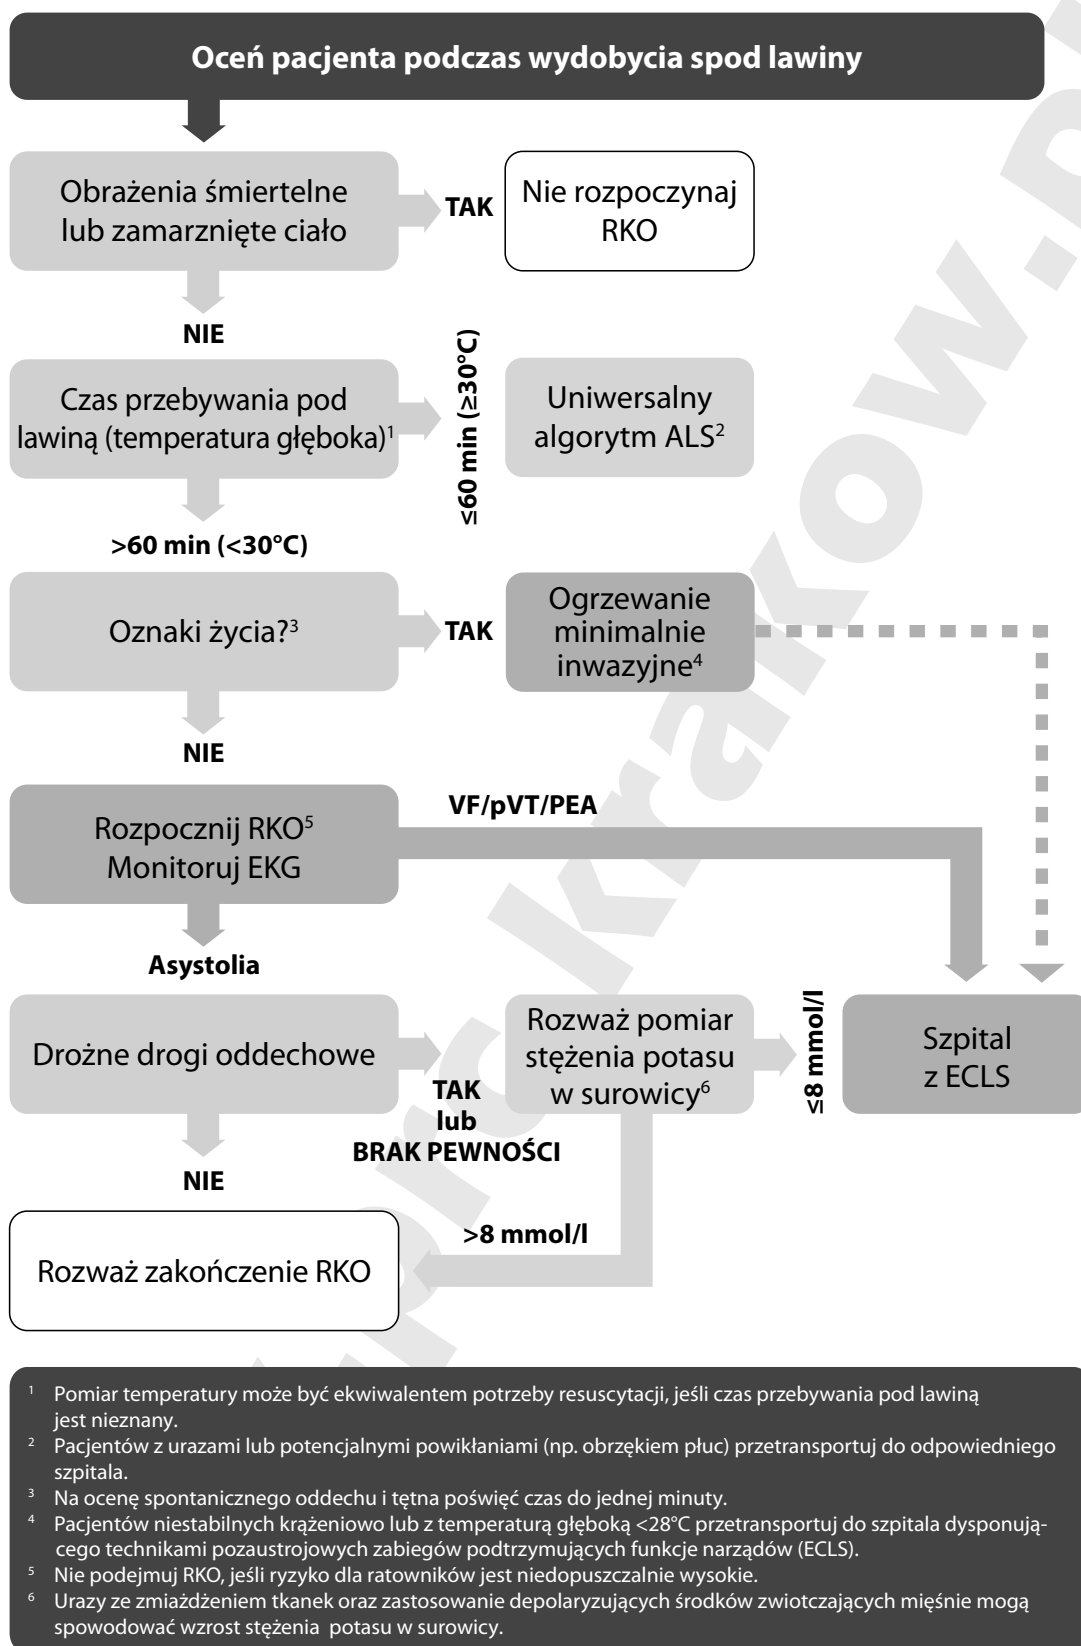 Oceń pacjenta podczas wydobycia spod lawiny
Obrażenia śmiertelne
lub zamarznięte ciało
TAK
Nie rozpoczynaj
RKO
NIE
Czas przebywania pod
lawiną (temperatura głęboka)¹
≤60 min (≥30°C)
Uniwersalny
algorytm ALS²
>60 min (<30°C)
Oznaki życia?³
TAK
Ogrzewanie
minimalnie
inwazyjne⁴
NIE
Rozpocznij RKO⁵
Monitoruj EKG
VF/pVT/PEA
Asystolia
Drożne drogi oddechowe
TAK
lub
BRAK PEWNOŚCI
Rozważ pomiar
stężenia potasu
w surowicy⁶
≤8 mmol/l
Szpital
z ECLS
NIE
>8 mmol/l
Rozważ zakończenie RKO
¹ Pomiar temperatury może być ekwiwalentem potrzeby resuscytacji, jeśli czas przebywania pod lawiną
jest nieznany.
² Pacjentów z urazami lub potencjalnymi powikłaniami (np. obrzękiem płuc) przetransportuj do odpowiedniego
szpitala.
³ Na ocenę spontanicznego oddechu i tętna poświęć czas do jednej minuty.
⁴ Pacjentów niestabilnych krążeniowo lub z temperaturą głęboką <28°C przetransportuj do szpitala dysponują-
cego technikami pozaustrojowych zabiegów podtrzymujących funkcje narządów (ECLS).
⁵ Nie podejmuj RKO, jeśli ryzyko dla ratowników jest niedopuszczalnie wysokie.
⁶ Urazy ze zmiażdżeniem tkanek oraz zastosowanie depolaryzujących środków zwiotczających mięśnie mogą
spowodować wzrost stężenia potasu w surowicy.